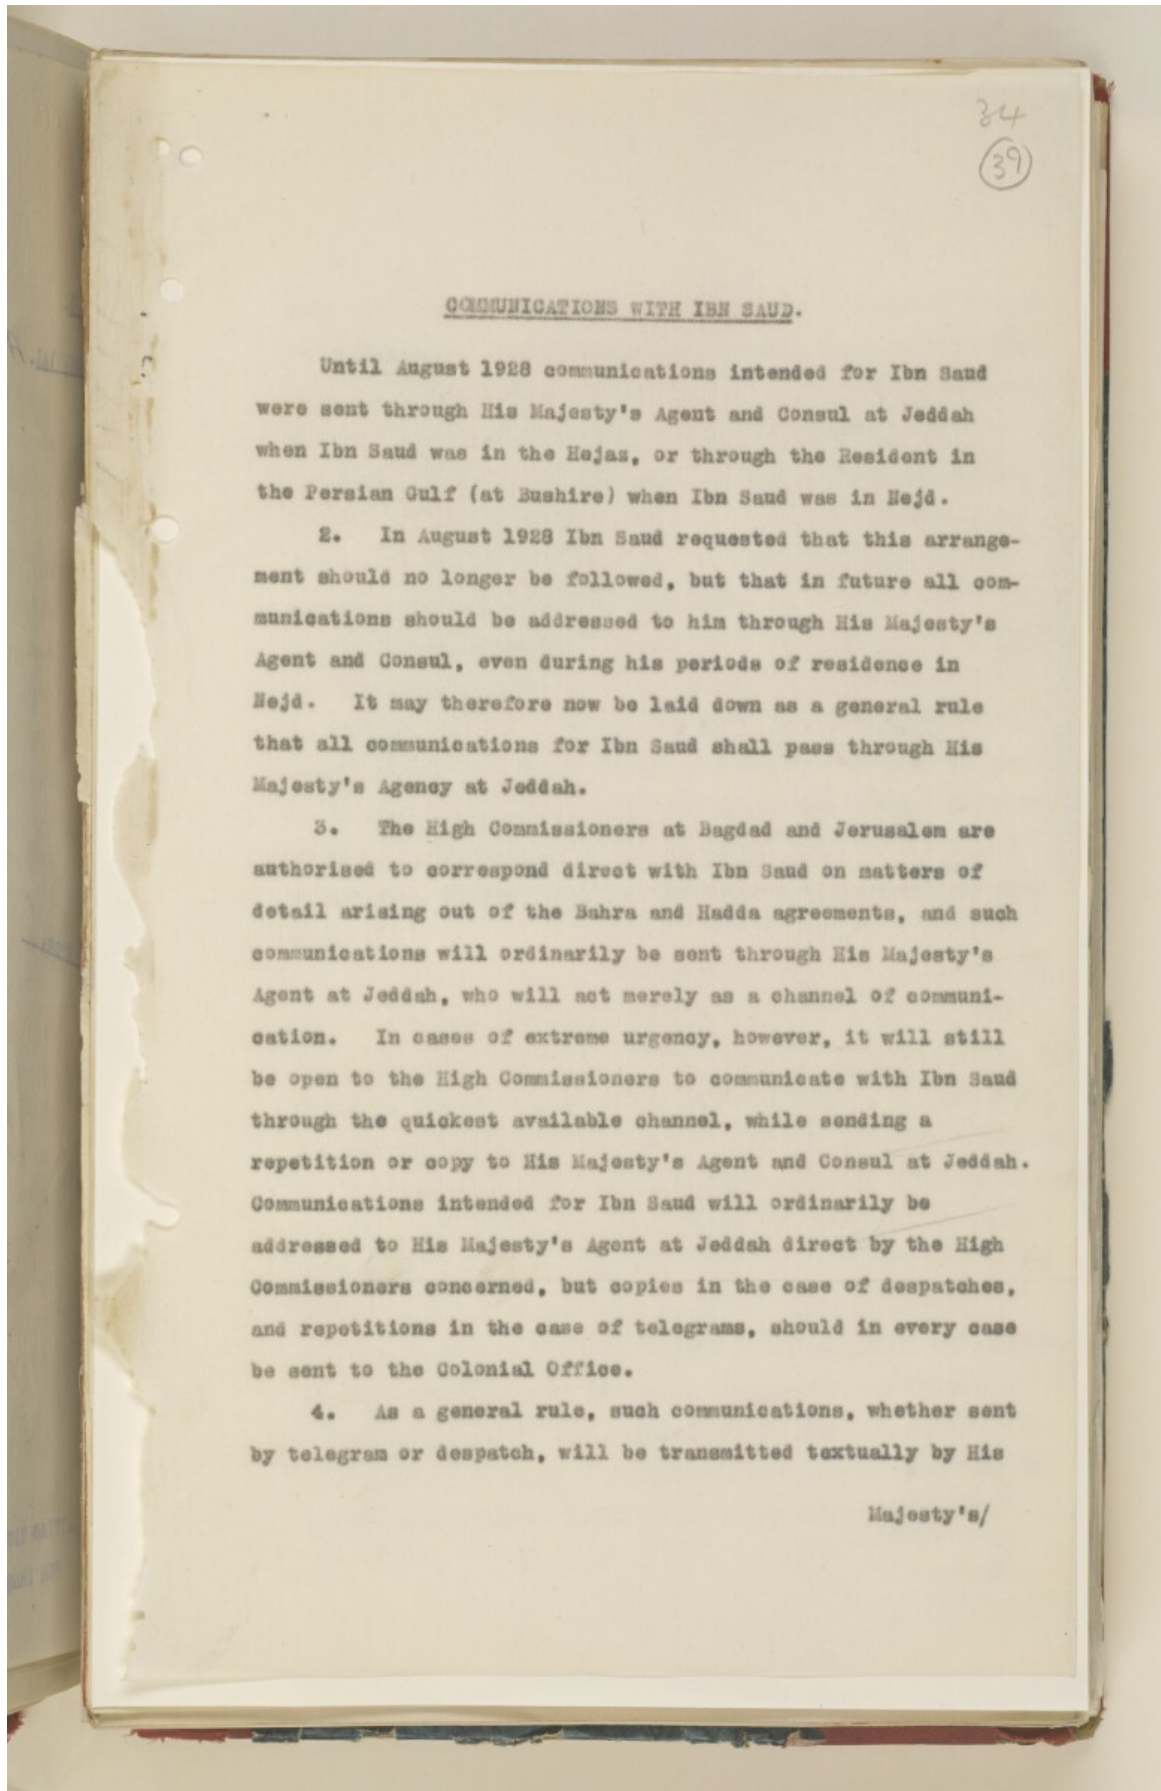 34
39
COMMUNICATIONS WITH IBN SAUD.
Until August 1928 communications intended for Ibn Saud
were sent through His Majesty's Agent and Consul at Jeddah
when Ibn Saud was in the Hejaz, or through the Resident in
the Persian Gulf (at Bushire) when Ibn Saud was in Nejd.
2. In August 1928 Ibn Saud requested that this arrange-
ment should no longer be followed, but that in future all com-
munications should be addressed to him through His Majesty's
Agent and Consul, even during his periods of residence in
Nejd. It may therefore now be laid down as a general rule
that all communications for Ibn Saud shall pass through His
Majesty's Agency at Jeddah.
3. The High Commissioners at Bagdad and Jerusalem are
authorised to correspond direct with Ibn Saud on matters of
detail arising out of the Bahra and Hadda agreements, and such
communications will ordinarily be sent through His Majesty's
Agent at Jeddah, who will act merely as a channel of communi-
cation. In cases of extreme urgency, however, it will still
be open to the High Commissioners to communicate with Ibn Saud
through the quickest available channel, while sending a
repetition or copy to His Majesty's Agent and Consul at Jeddah.
Communications intended for Ibn Saud will ordinarily be
addressed to His Majesty's Agent at Jeddah direct by the High
Commissioners concerned, but copies in the case of despatches,
and repetitions in the case of telegrams, should in every case
be sent to the Colonial Office.
4. As a general rule, such communications, whether sent
by telegram or despatch, will be transmitted textually by His
Majesty's/